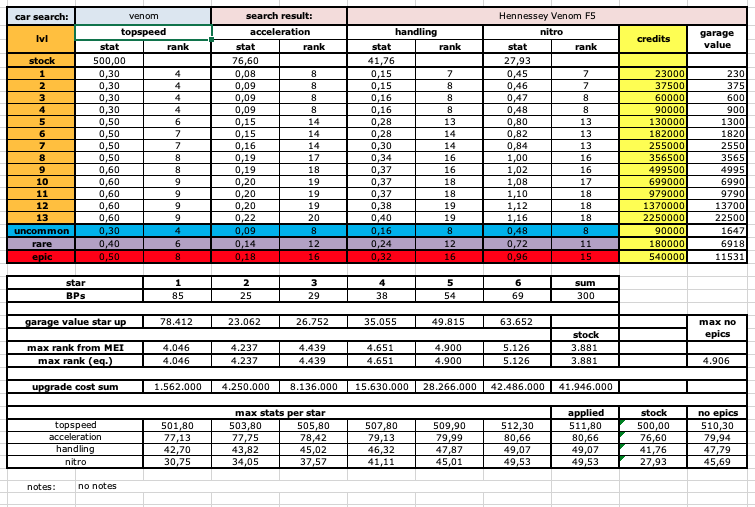 car search: venom search result: Hennessey Venom F5
lvl topspeed acceleration handling nitro credits garage value
stat rank stat rank stat rank stat rank
stock 500,00 76,60 41,76 27,93
1 0,30 4 0,08 8 0,15 7 0,45 7 23000 230
2 0,30 4 0,09 8 0,15 8 0,46 7 37500 375
3 0,30 4 0,09 8 0,16 8 0,47 8 60000 600
4 0,30 4 0,09 8 0,16 8 0,48 8 90000 900
5 0,50 6 0,15 14 0,28 13 0,80 13 130000 1300
6 0,50 7 0,15 14 0,28 14 0,82 13 182000 1820
7 0,50 7 0,16 14 0,30 14 0,84 13 255000 2550
8 0,50 8 0,19 17 0,34 16 1,00 16 356500 3565
9 0,60 8 0,19 18 0,37 16 1,02 16 499500 4995
10 0,60 9 0,20 19 0,37 18 1,08 17 699000 6990
11 0,60 9 0,20 19 0,37 18 1,10 18 979000 9790
12 0,60 9 0,20 19 0,38 19 1,12 18 1370000 13700
13 0,60 9 0,22 20 0,40 19 1,16 18 2250000 22500
uncommon 0,30 4 0,09 8 0,16 8 0,48 8 90000 1647
rare 0,40 6 0,14 12 0,24 12 0,72 11 180000 6918
epic 0,50 8 0,18 16 0,32 16 0,96 15 540000 11531
star 1 2 3 4 5 6 sum
BPs 85 25 29 38 54 69 300
garage value star up 78.412 23.062 26.752 35.055 49.815 63.652 max no epics
stock
max rank from MEI 4.046 4.237 4.439 4.651 4.900 5.126 3.881
max rank (eq.) 4.046 4.237 4.439 4.651 4.900 5.126 3.881 4.906
upgrade cost sum 1.562.000 4.250.000 8.136.000 15.630.000 28.266.000 42.486.000 41.946.000
max stats per star applied stock no epics
topspeed 501,80 503,80 505,80 507,80 509,90 512,30 511,80 500,00 510,30
acceleration 77,13 77,75 78,42 79,13 79,99 80,66 80,66 76,60 79,94
handling 42,70 43,82 45,02 46,32 47,87 49,07 49,07 41,76 47,79
nitro 30,75 34,05 37,57 41,11 45,01 49,53 49,53 27,93 45,69
notes: no notes